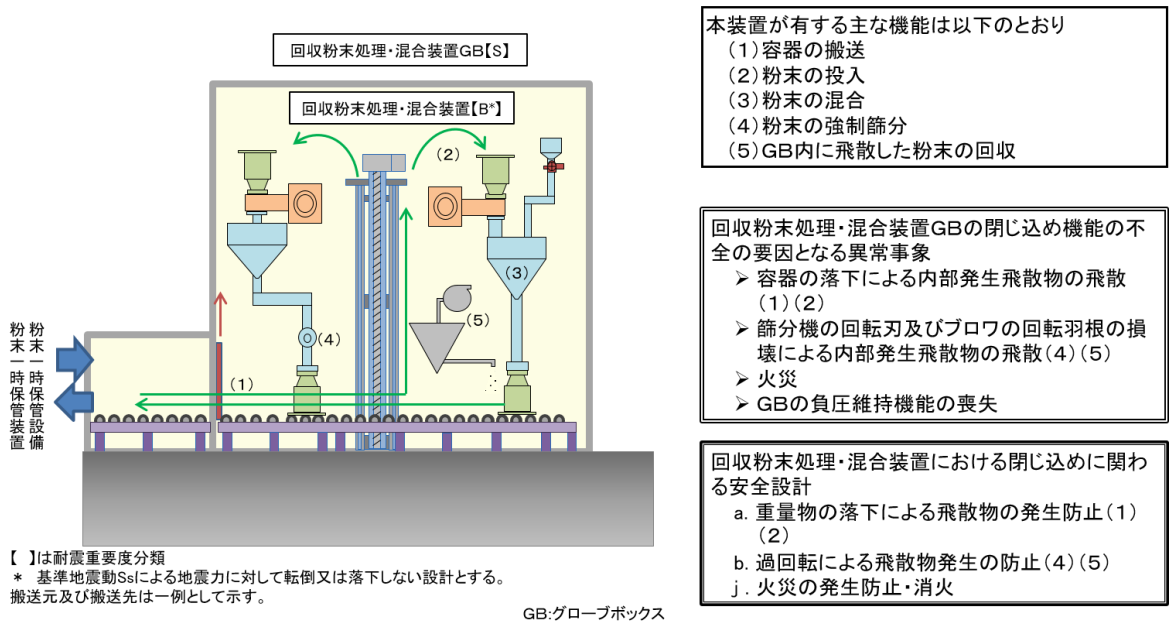 回収粉末処理・混合装置GB【S】
回収粉末処理・混合装置【B*】
(2)
(3)
(5)
(4)
(1)
粉末一時保管設備
粉末一時保管装置
【　】は耐震重要度分類
*　基準地震動Ssによる地震力に対して転倒又は落下しない設計とする。
搬送元及び搬送先は一例として示す。
GB:グローブボックス
本装置が有する主な機能は以下のとおり
(1)容器の搬送
(2)粉末の投入
(3)粉末の混合
(4)粉末の強制篩分
(5)GB内に飛散した粉末の回収
回収粉末処理・混合装置GBの閉じ込め機能の不
全の要因となる異常事象
➢ 容器の落下による内部発生飛散物の飛散
(1)(2)
➢ 篩分機の回転刃及びブロワの回転羽根の損
壊による内部発生飛散物の飛散(4)(5)
➢ 火災
➢ GBの負圧維持機能の喪失
回収粉末処理・混合装置における閉じ込めに関わ
る安全設計
a. 重量物の落下による飛散物の発生防止(1)
(2)
b. 過回転による飛散物発生の防止(4)(5)
j. 火災の発生防止・消火